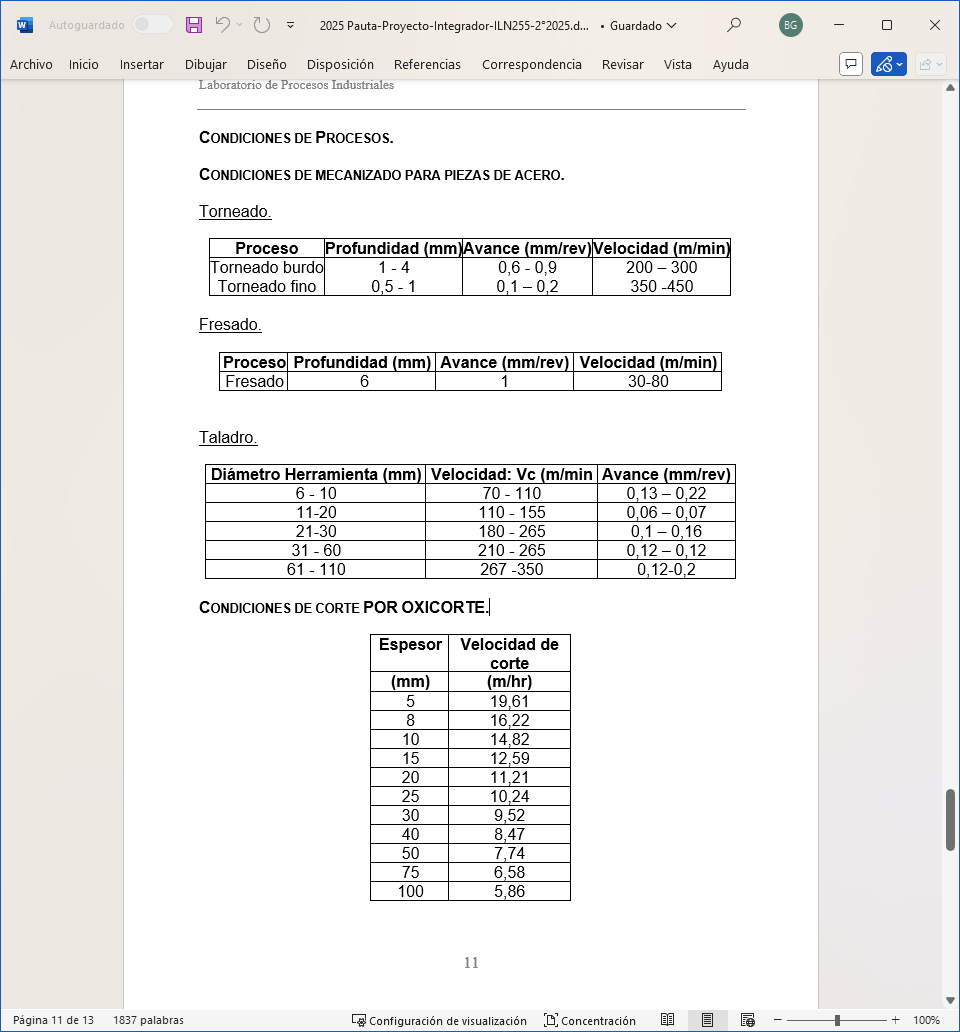 Autoguardado 2025 Pauta-Proyecto-Integrador-ILN255-2°2025.d... • Guardado BG
Archivo Inicio Insertar Dibujar Diseño Disposición Referencias Correspondencia Revisar Vista Ayuda
Laboratorio de Procesos Industriales
CONDICIONES DE PROCESOS.
CONDICIONES DE MECANIZADO PARA PIEZAS DE ACERO.
Torneado.
Proceso Profundidad (mm) Avance (mm/rev) Velocidad (m/min)
Torneado burdo 1 - 4 0,6 - 0,9 200 – 300
Torneado fino 0,5 - 1 0,1 – 0,2 350 -450
Fresado.
Proceso Profundidad (mm) Avance (mm/rev) Velocidad (m/min)
Fresado 6 1 30-80
Taladro.
Diámetro Herramienta (mm) Velocidad: Vc (m/min Avance (mm/rev)
6 - 10 70 - 110 0,13 – 0,22
11-20 110 - 155 0,06 – 0,07
21-30 180 - 265 0,1 – 0,16
31 - 60 210 - 265 0,12 – 0,12
61 - 110 267 -350 0,12-0,2
CONDICIONES DE CORTE POR OXICORTE.
Espesor Velocidad de
corte
(mm) (m/hr)
5 19,61
8 16,22
10 14,82
15 12,59
20 11,21
25 10,24
30 9,52
40 8,47
50 7,74
75 6,58
100 5,86
11
Página 11 de 13 1837 palabras Configuración de visualización Concentración 100%